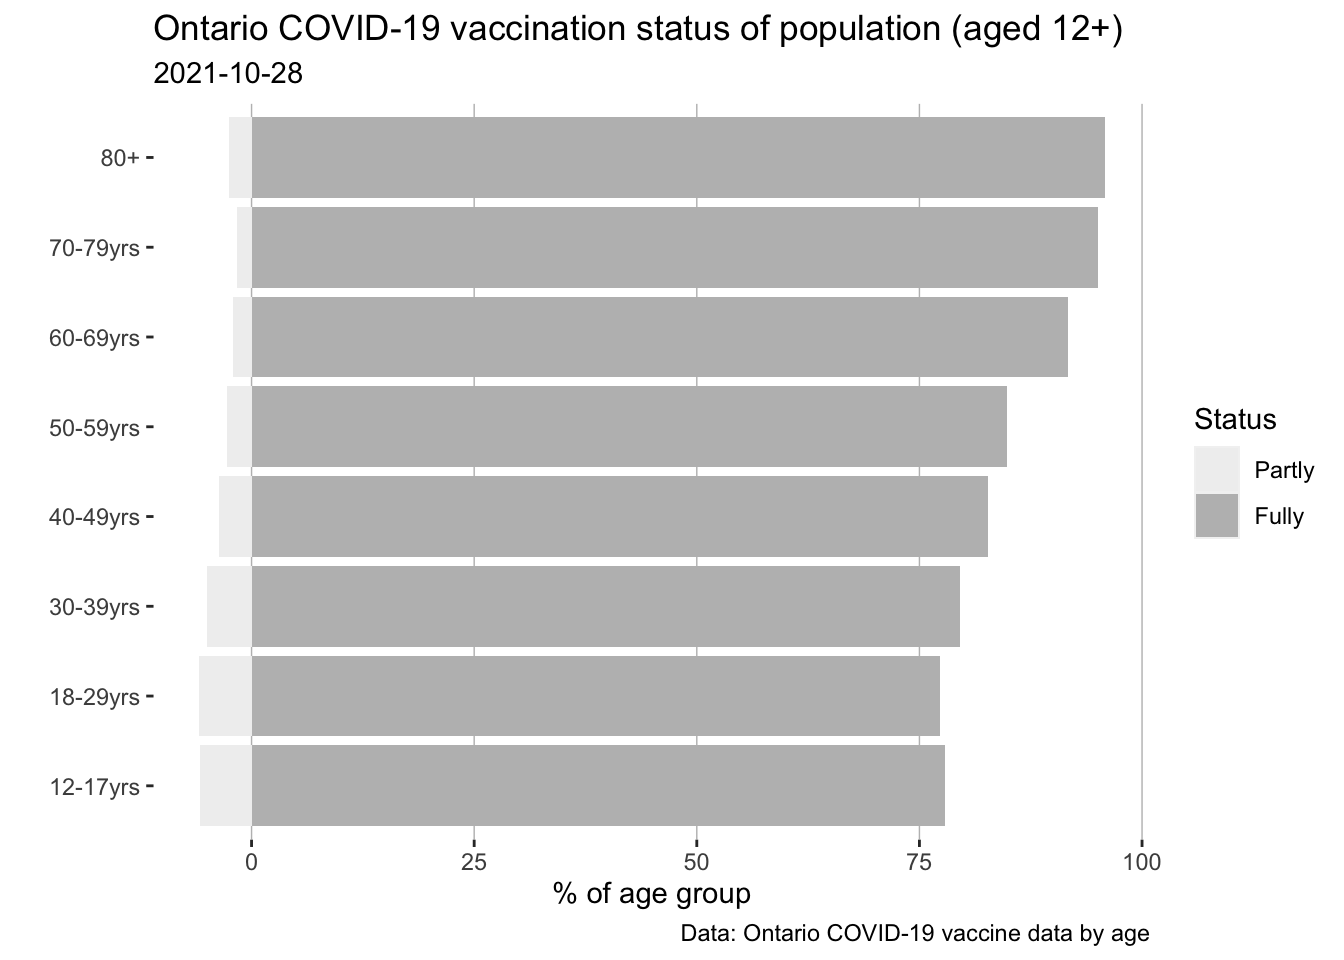 Ontario COVID-19 vaccination status of population (aged 12+)
2021-10-28
80+
70-79yrs
60-69yrs
50-59yrs
40-49yrs
30-39yrs
18-29yrs
12-17yrs
0 25 50 75 100
% of age group
Status
Partly
Fully
Data: Ontario COVID-19 vaccine data by age